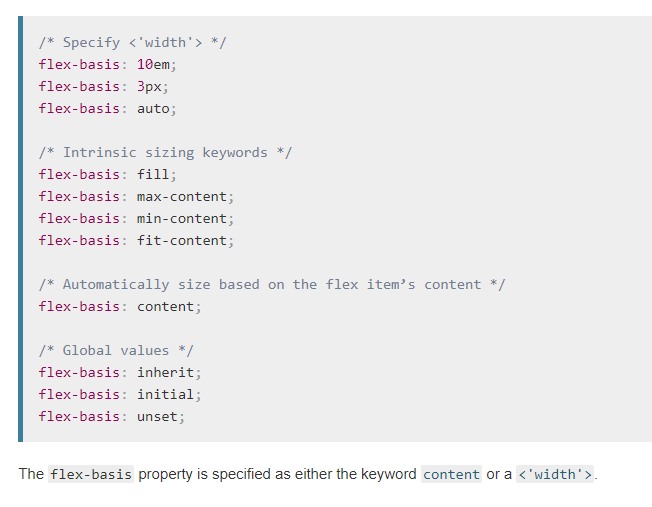 /* Specify <'width'> */
flex-basis: 10em;
flex-basis: 3px;
flex-basis: auto;
/* Intrinsic sizing keywords */
flex-basis: fill;
flex-basis: max-content;
flex-basis: min-content;
flex-basis: fit-content;
/* Automatically size based on the flex item’s content */
flex-basis: content;
/* Global values */
flex-basis: inherit;
flex-basis: initial;
flex-basis: unset;
The flex-basis property is specified as either the keyword content or a <'width'>.